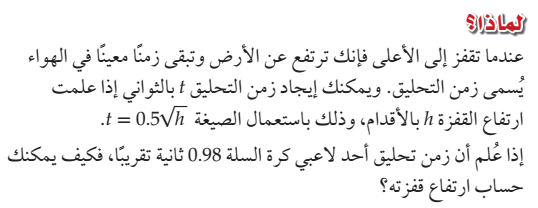 لماذا؟
عندما تقفز إلى الأعلى فإنك ترتفع عن الأرض وتبقى زمنًا معينًا في الهواء
يُسمى زمن التحليق. ويمكنك إيجاد زمن التحليق t بالثواني إذا علمت
ارتفاع القفزة h بالأقدام، وذلك باستعمال الصيغة t = 0.5√h.
إذا عُلم أن زمن تحليق أحد لاعبي كرة السلة 0.98 ثانية تقريبًا، فكيف يمكنك
حساب ارتفاع قفزته؟